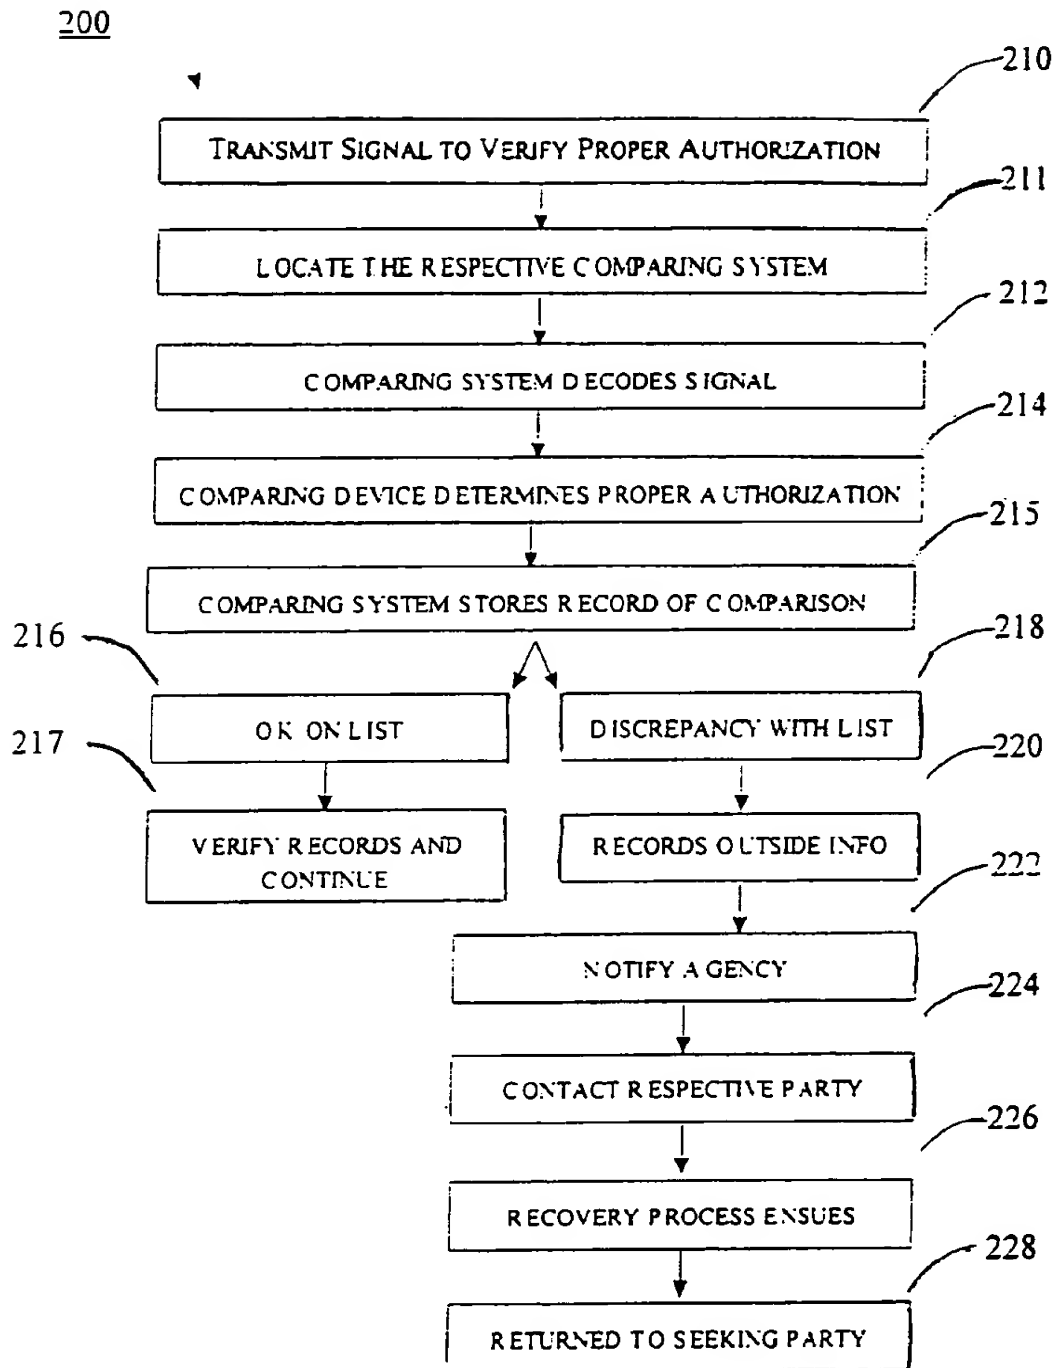 200
210
TRANSMIT SIGNAL TO VERIFY PROPER AUTHORIZATION
211
LOCATE THE RESPECTIVE COMPARING SYSTEM
212
COMPARING SYSTEM DECODES SIGNAL
214
COMPARING DEVICE DETERMINES PROPER AUTHORIZATION
215
COMPARING SYSTEM STORES RECORD OF COMPARISON
216
218
OK ON LIST
DISCREPANCY WITH LIST
217
220
VERIFY RECORDS AND
CONTINUE
RECORDS OUTSIDE INFO
222
NOTIFY AGENCY
224
CONTACT RESPECTIVE PARTY
226
RECOVERY PROCESS ENSUES
228
RETURNED TO SEEKING PARTY